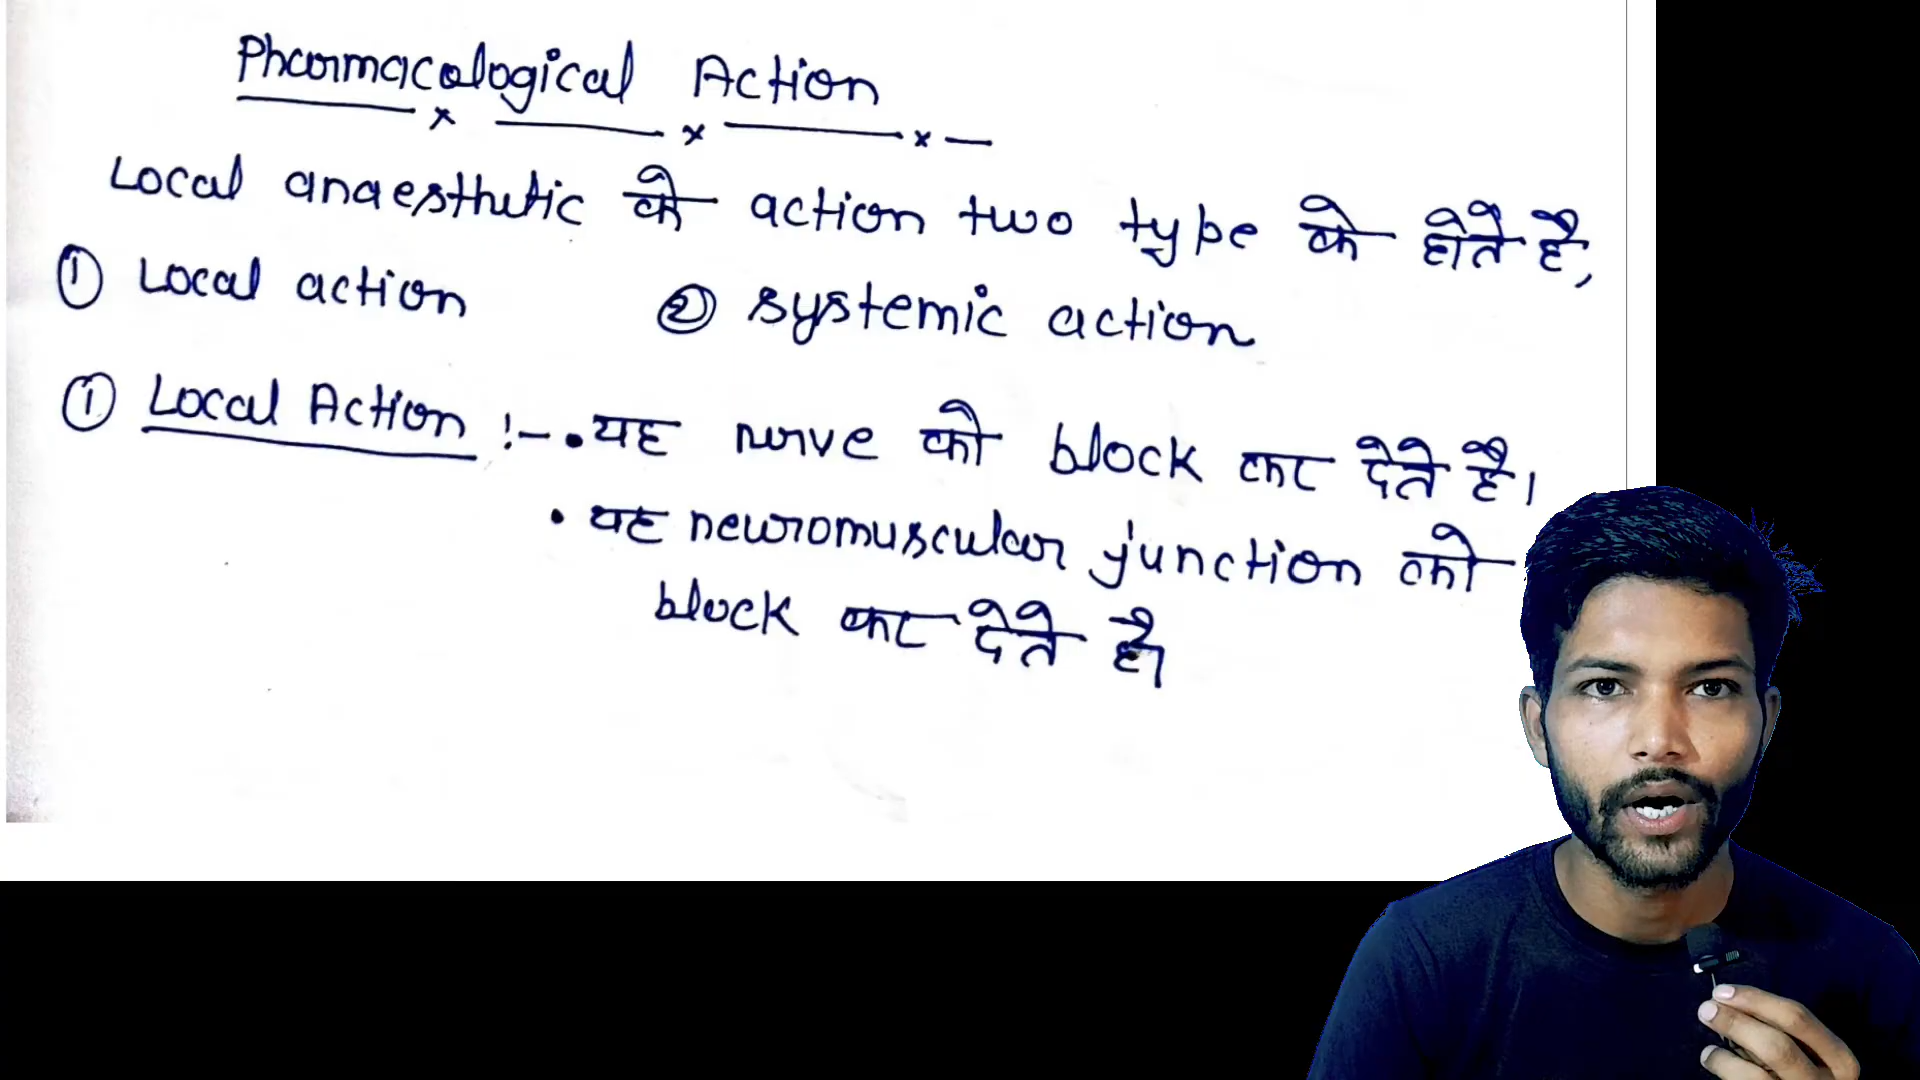 Pharmacological Action
Local anaesthetic के action two type के होते है,
① Local action ② systemic action
① Local Action :- • यह nerve को block कर देते है।
• यह neuromuscular junction को
block कर देते है।